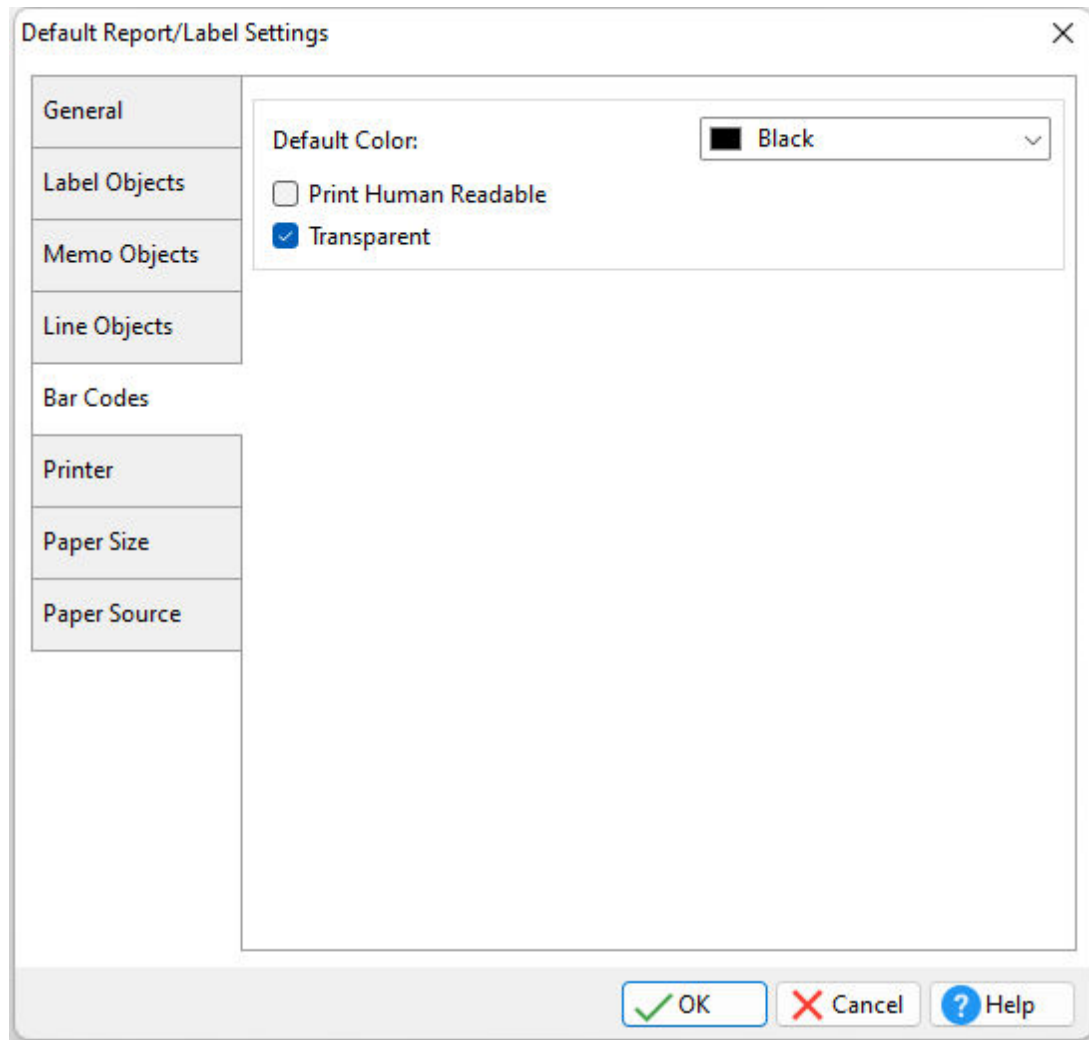 Default Report/Label Settings
General
Label Objects
Memo Objects
Line Objects
Bar Codes
Printer
Paper Size
Paper Source
Default Color:
Black
Print Human Readable
Transparent
OK
Cancel
Help